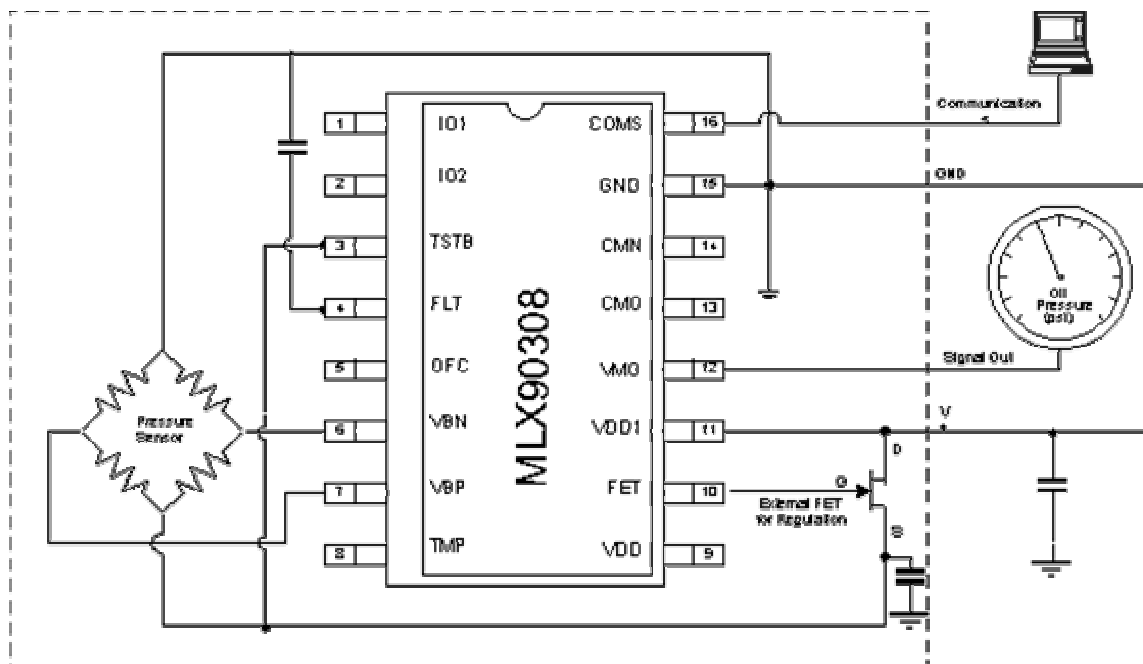 Communication
1 IO1 COMS 16
2 IO2 GND 15
GND
3 TSTB CMN 14
4 FLT CMO 13
Oil
Pressure
(psi)
Signal Out
5 OFC VMO 12
MLX90308
Pressure
Sensor
6 VBN VDD1 11
V
D
7 VBP FET 10
G
External FET
for Regulation
S
8 TMP VDD 9